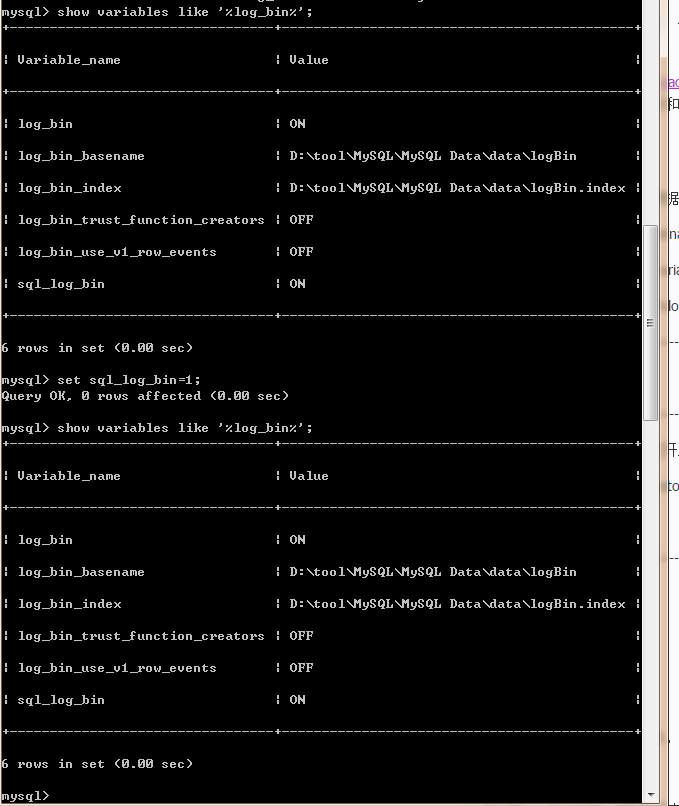 mysql> show variables like '%log_bin%';
+--------------------------------+------------------------------------------+
| Variable_name | Value |
+--------------------------------+------------------------------------------+
| log_bin | ON |
| log_bin_basename | D:\tool\MySQL\MySQL Data\data\logBin |
| log_bin_index | D:\tool\MySQL\MySQL Data\data\logBin.index |
| log_bin_trust_function_creators | OFF |
| log_bin_use_v1_row_events | OFF |
| sql_log_bin | ON |
+--------------------------------+------------------------------------------+
6 rows in set (0.00 sec)
mysql> set sql_log_bin=1;
Query OK, 0 rows affected (0.00 sec)
mysql> show variables like '%log_bin%';
+--------------------------------+------------------------------------------+
| Variable_name | Value |
+--------------------------------+------------------------------------------+
| log_bin | ON |
| log_bin_basename | D:\tool\MySQL\MySQL Data\data\logBin |
| log_bin_index | D:\tool\MySQL\MySQL Data\data\logBin.index |
| log_bin_trust_function_creators | OFF |
| log_bin_use_v1_row_events | OFF |
| sql_log_bin | ON |
+--------------------------------+------------------------------------------+
6 rows in set (0.00 sec)
mysql>
和
据